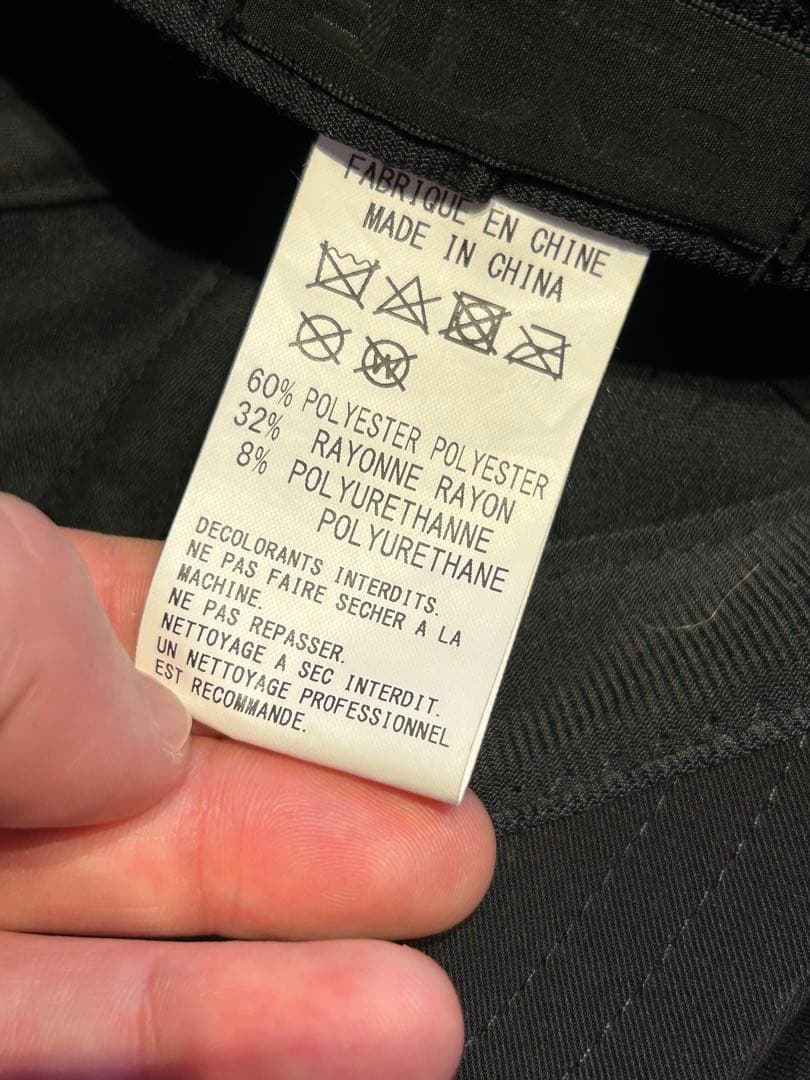 FABRIQUE EN CHINE
MADE IN CHINA
W
60% POLYESTER POLYESTER
32% RAYONNE RAYON
8% POLYURETHANNE
POLYURETHANE
DECOLORANTS INTERDITS.
NE PAS FAIRE SECHER A LA
MACHINE.
NE PAS REPASSER.
NETTOYAGE A SEC INTERDIT.
UN NETTOYAGE PROFESSIONNEL
EST RECOMMANDE.